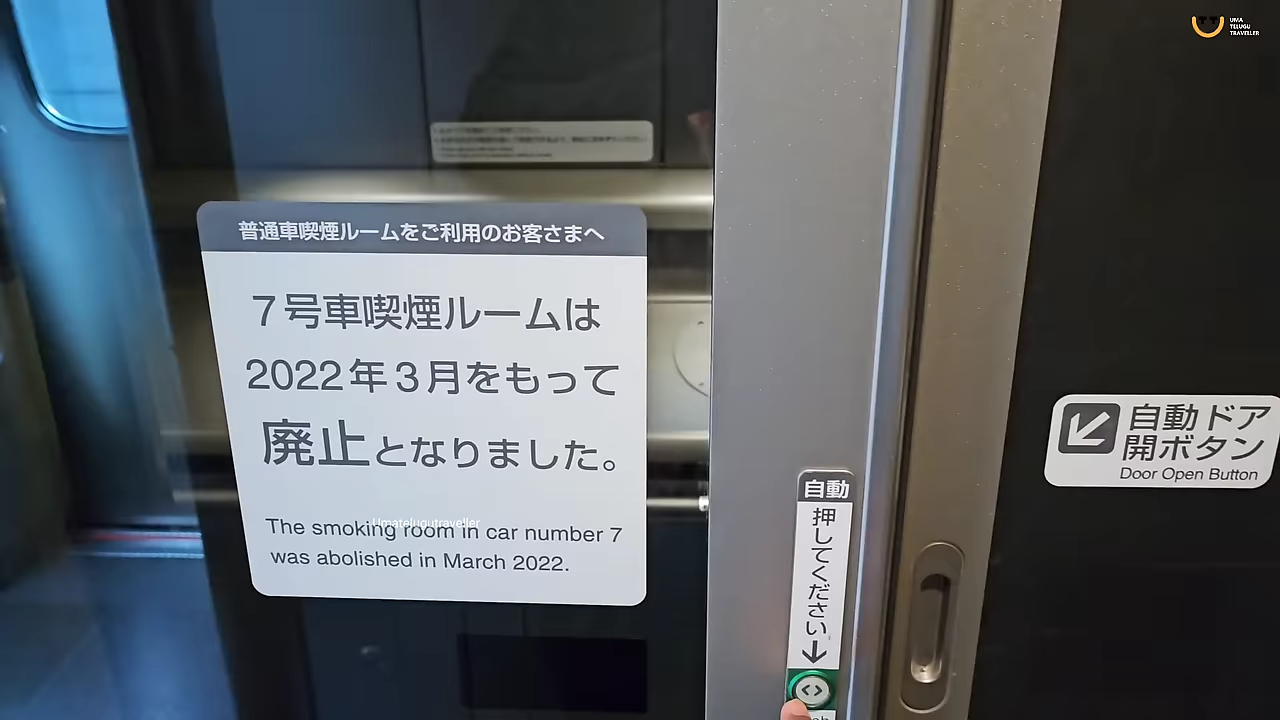 UMA
TELUGU
TRAVELLER
普通車喫煙ルームをご利用のお客さまへ
7号車喫煙ルームは
2022年3月をもって
廃止となりました。
The smoking room in car number 7
was abolished in March 2022.
Umatelugutraveller
自動
押してください↓
自動ドア
開ボタン
Door Open Button